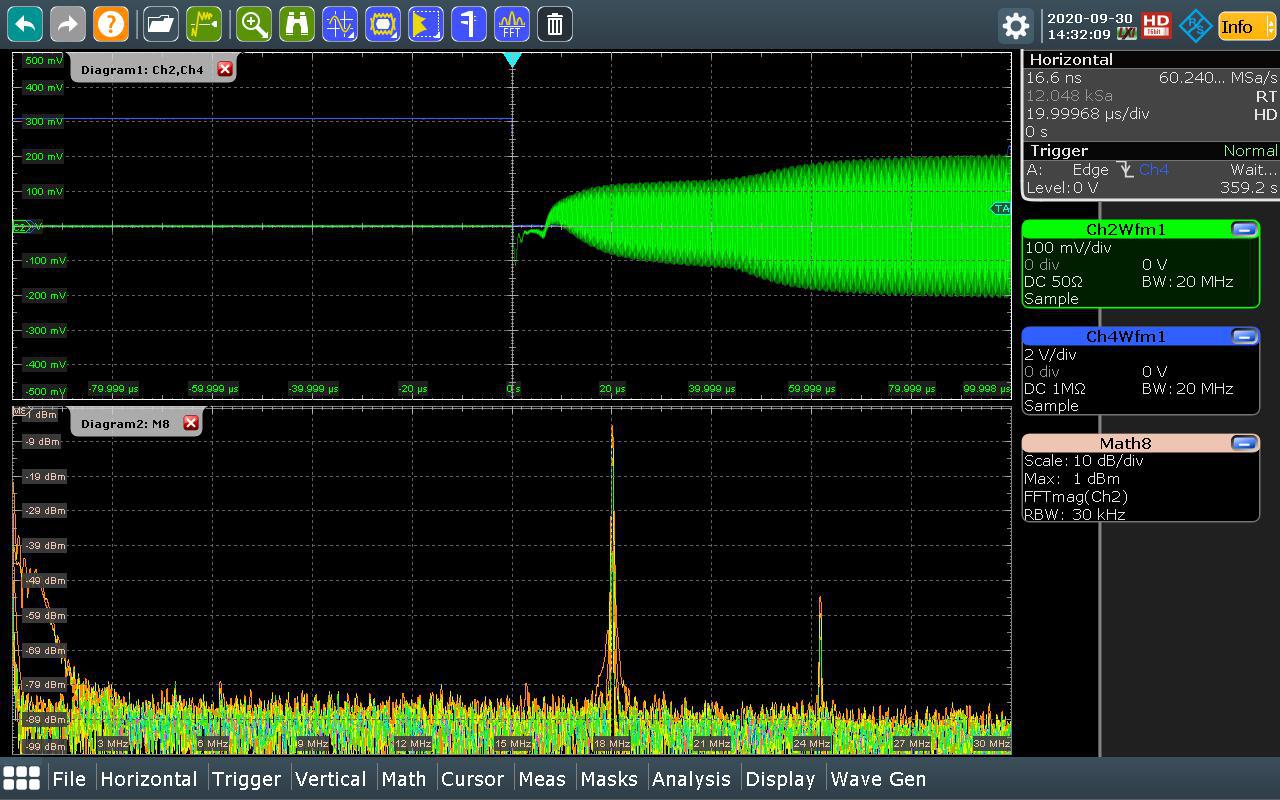 FFT
2020-09-30
14:32:09
HD
16bit
R&S
Info
Diagram1: Ch2,Ch4
500 mV
400 mV
300 mV
200 mV
100 mV
C2
-100 mV
-200 mV
-300 mV
-400 mV
-500 mV
-79.999 µs
-59.999 µs
-39.999 µs
-20 µs
0 s
20 µs
39.999 µs
59.999 µs
79.999 µs
99.998 µs
TA
Horizontal
16.6 ns 60.240... MSa/s
12.048 kSa RT
19.99968 µs/div HD
0 s
Trigger Normal
A: Edge Ch4 Wait...
Level: 0 V 359.2 s
Ch2Wfm1
100 mV/div
0 div 0 V
DC 50Ω BW: 20 MHz
Sample
Ch4Wfm1
2 V/div
0 div 0 V
DC 1MΩ BW: 20 MHz
Sample
Math8
Scale: 10 dB/div
Max: 1 dBm
FFTmag(Ch2)
RBW: 30 kHz
Diagram2: M8
1 dBm
-9 dBm
-19 dBm
-29 dBm
-39 dBm
-49 dBm
-59 dBm
-69 dBm
-79 dBm
-89 dBm
-99 dBm
3 MHz
6 MHz
9 MHz
12 MHz
15 MHz
18 MHz
21 MHz
24 MHz
27 MHz
30 MHz
File Horizontal Trigger Vertical Math Cursor Meas Masks Analysis Display Wave Gen